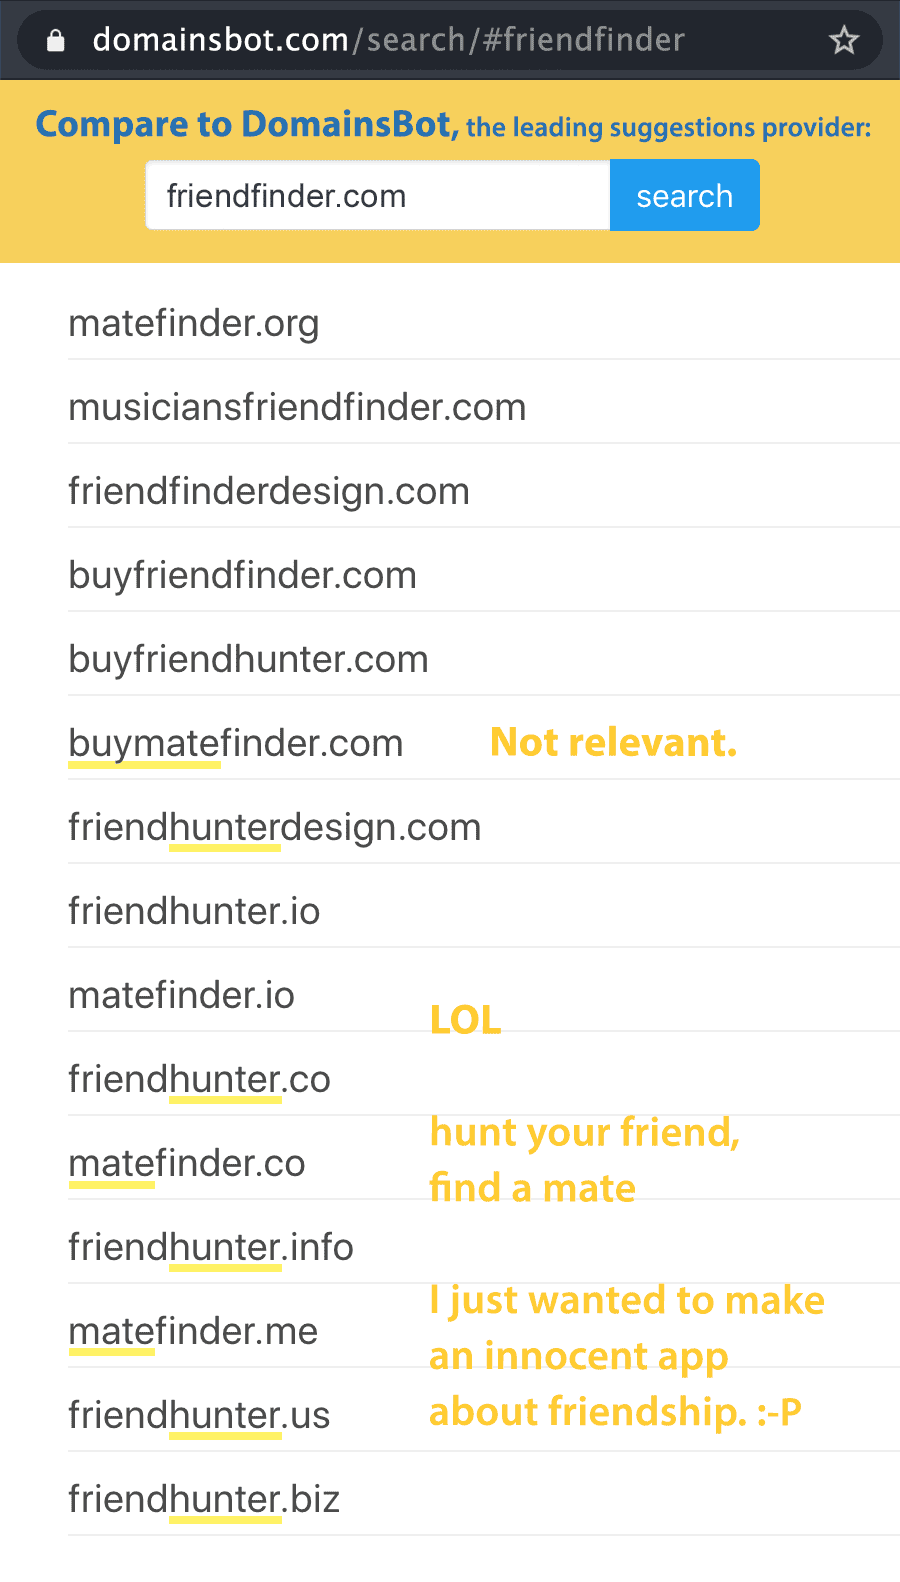 domainsbot.com/search/#friendfinder
Compare to DomainsBot, the leading suggestions provider:
friendfinder.com search
matefinder.org
musiciansfriendfinder.com
friendfinderdesign.com
buyfriendfinder.com
buyfriendhunter.com
buymatefinder.com Not relevant.
friendhunterdesign.com
friendhunter.io
matefinder.io
LOL
friendhunter.co
hunt your friend,
matefinder.co
find a mate
friendhunter.info
I just wanted to make
matefinder.me
an innocent app
friendhunter.us
about friendship. :-P
friendhunter.biz